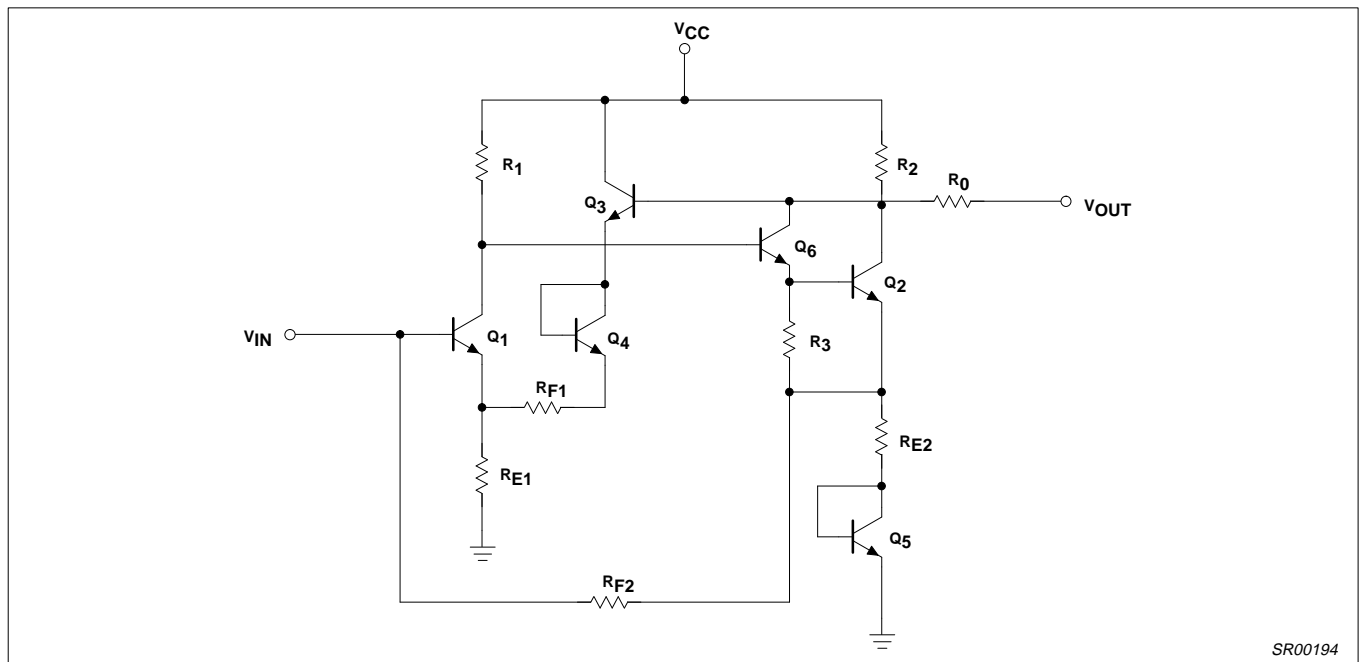 VCC
R1
R2
R0
Q3
VOUT
Q6
Q2
VIN
Q1
Q4
R3
RF1
RE2
RE1
Q5
RF2
SR00194